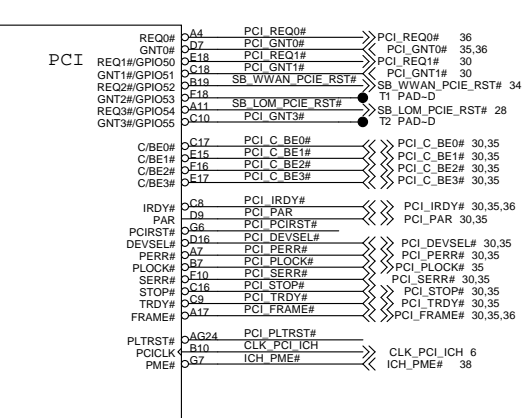 PCI
REQ0# A4 PCI_REQ0# PCI_REQ0# 36
GNT0# D7 PCI_GNT0# PCI_GNT0# 35,36
REQ1#/GPIO50 E18 PCI_REQ1# PCI_REQ1# 30
GNT1#/GPIO51 C18 PCI_GNT1# PCI_GNT1# 30
REQ2#/GPIO52 B19 SB_WWAN_PCIE_RST# SB_WWAN_PCIE_RST# 34
GNT2#/GPIO53 F18 T1 PAD~D
REQ3#/GPIO54 A11 SB_LOM_PCIE_RST# SB_LOM_PCIE_RST# 28
GNT3#/GPIO55 C10 PCI_GNT3# T2 PAD~D
C/BE0# C17 PCI_C_BE0# PCI_C_BE0# 30,35
C/BE1# E15 PCI_C_BE1# PCI_C_BE1# 30,35
C/BE2# F16 PCI_C_BE2# PCI_C_BE2# 30,35
C/BE3# E17 PCI_C_BE3# PCI_C_BE3# 30,35
IRDY# C8 PCI_IRDY# PCI_IRDY# 30,35,36
PAR D9 PCI_PAR PCI_PAR 30,35
PCIRST# G6 PCI_PCIRST#
DEVSEL# D16 PCI_DEVSEL# PCI_DEVSEL# 30,35
PERR# A7 PCI_PERR# PCI_PERR# 30,35
PLOCK# B7 PCI_PLOCK# PCI_PLOCK# 35
SERR# F10 PCI_SERR# PCI_SERR# 30,35
STOP# C16 PCI_STOP# PCI_STOP# 30,35
TRDY# C9 PCI_TRDY# PCI_TRDY# 30,35
FRAME# A17 PCI_FRAME# PCI_FRAME# 30,35,36
PLTRST# AG24 PCI_PLTRST#
PCICLK B10 CLK_PCI_ICH CLK_PCI_ICH 6
PME# G7 ICH_PME# ICH_PME# 38